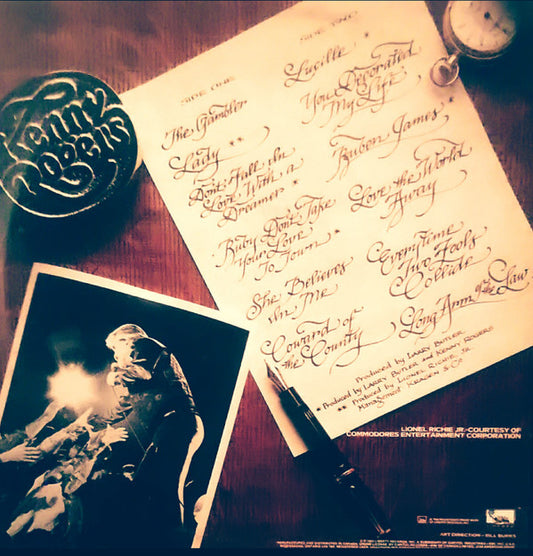 Kenny
Rogers
SIDE ONE
The Gambler
Lady **
Don't Fall In
Love With a
Dreamer *
Ruby Don't Take
Your Love
To Town *
She Believes
In Me
Coward of
the County
SIDE TWO
Lucille
You Decorated
My Life
Ruben James *
Love the World
Away
Everytime
Two Fools
Collide
Long Arm of the Law
Produced by LARRY BUTLER
*Produced by LARRY BUTLER and KENNY ROGERS
**Produced by LIONEL RICHIE, JR.
Management: KRAGEN & CO
LIONEL RICHIE JR.-COURTESY OF
COMMODORES ENTERTAINMENT CORPORATION
ART DIRECTION - BILL BURKS